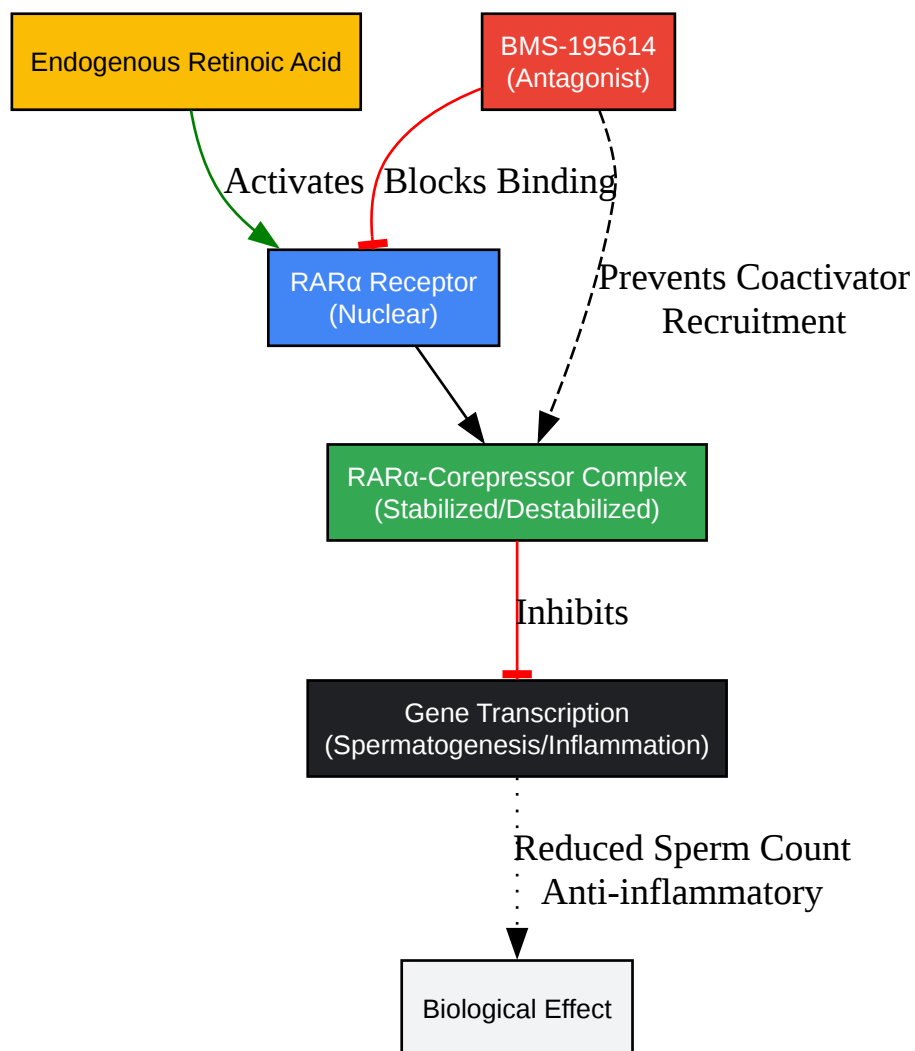 Endogenous Retinoic Acid
BMS-195614
(Antagonist)
Activates
Blocks Binding
RARα Receptor
(Nuclear)
Prevents Coactivator
Recruitment
RARα-Corepressor Complex
(Stabilized/Destabilized)
Inhibits
Gene Transcription
(Spermatogenesis/Inflammation)
Reduced Sperm Count
Anti-inflammatory
Biological Effect